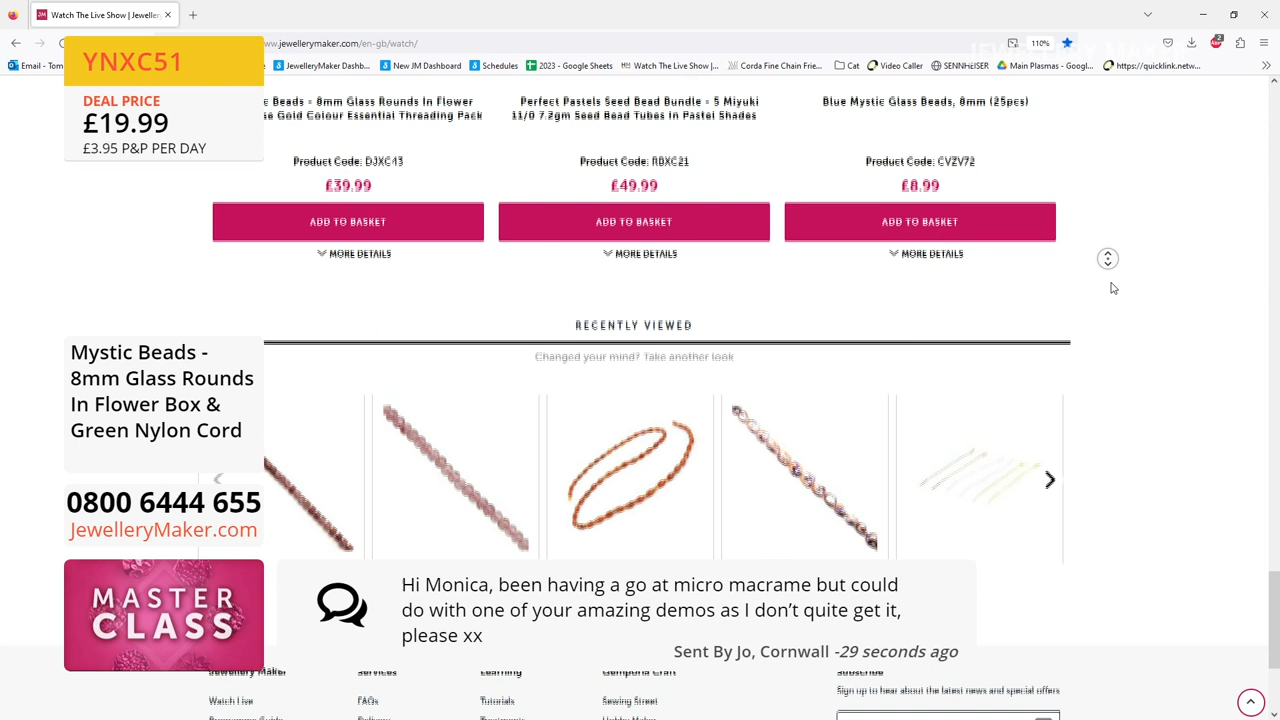 Watch The Live Show | Jeweller
ww.jewellerymaker.com/en-gb/watch/
110%
2
Email - Tom
JewelleryMaker Dashb...
New JM Dashboard
Schedules
2023 - Google Sheets
Watch The Live Show |...
Corda Fine Chain Frie...
Cat
Video Caller
SENNHEISER
Main Plasmas - Googl...
https://quicklink.netw...
YNXC51
DEAL PRICE
£19.99
£3.95 P&P PER DAY
c Beads - 8mm Glass Rounds In Flower
se Gold Colour Essential Threading Pack
Product Code: DJXC43
£39.99
ADD TO BASKET
MORE DETAILS
Perfect Pastels Seed Bead Bundle - 5 Miyuki
11/0 7.2gm Seed Bead Tubes In Pastel Shades
Product Code: RBXC21
£49.99
ADD TO BASKET
MORE DETAILS
Blue Mystic Glass Beads, 8mm (25pcs)
Product Code: CVZV72
£8.99
ADD TO BASKET
MORE DETAILS
RECENTLY VIEWED
Changed your mind? Take another look
Mystic Beads -
8mm Glass Rounds
In Flower Box &
Green Nylon Cord
0800 6444 655
JewelleryMaker.com
MASTER
CLASS
Hi Monica, been having a go at micro macrame but could
do with one of your amazing demos as I don't quite get it,
please xx
Sent By Jo, Cornwall -29 seconds ago
Jewellery Maker
Watch Live
Programme Guide
Services
FAQs
Delivery
Learning
Tutorials
Gemporia Craft
Sewing Street
Hobby Maker
Subscribe
Sign up to hear about the latest news and special offers